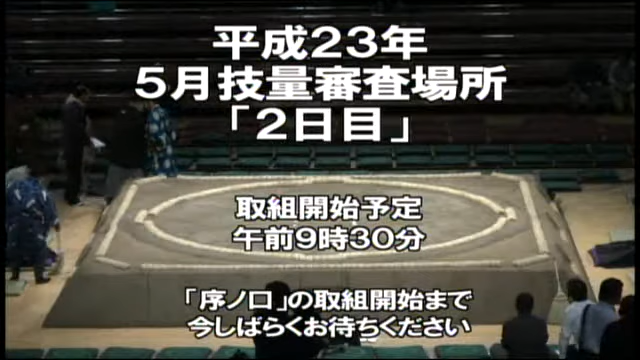 平成23年
5月技量審査場所
「2日目」
取組開始予定
午前9時30分
「序ノ口」の取組開始まで
今しばらくお待ちください